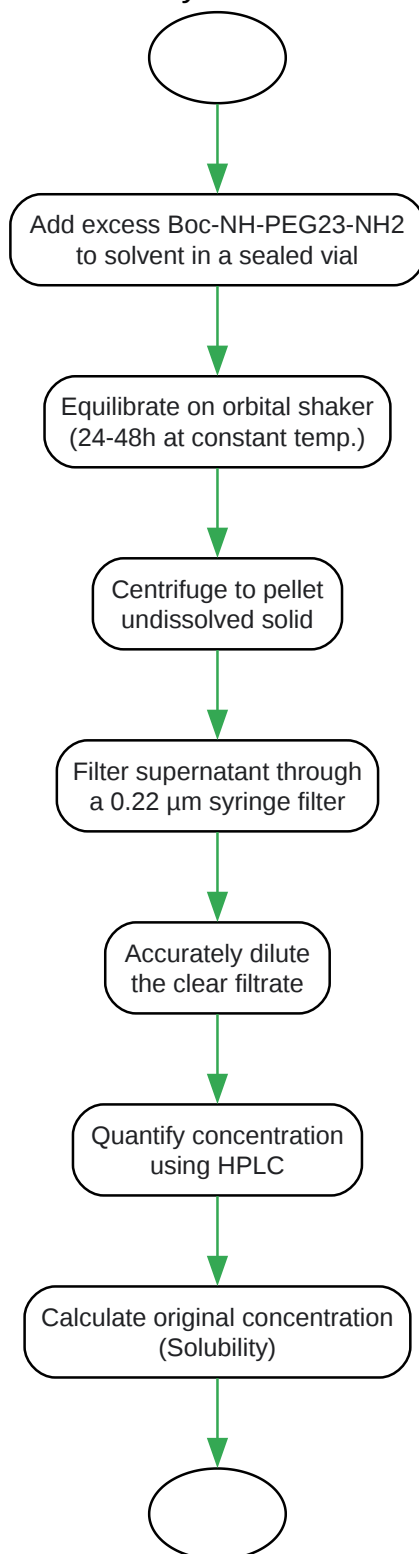 Add excess Boc-NH-PEG23-NH2
to solvent in a sealed vial
Equilibrate on orbital shaker
(24-48h at constant temp.)
Centrifuge to pellet
undissolved solid
Filter supernatant through
a 0.22 µm syringe filter
Accurately dilute
the clear filtrate
Quantify concentration
using HPLC
Calculate original concentration
(Solubility)